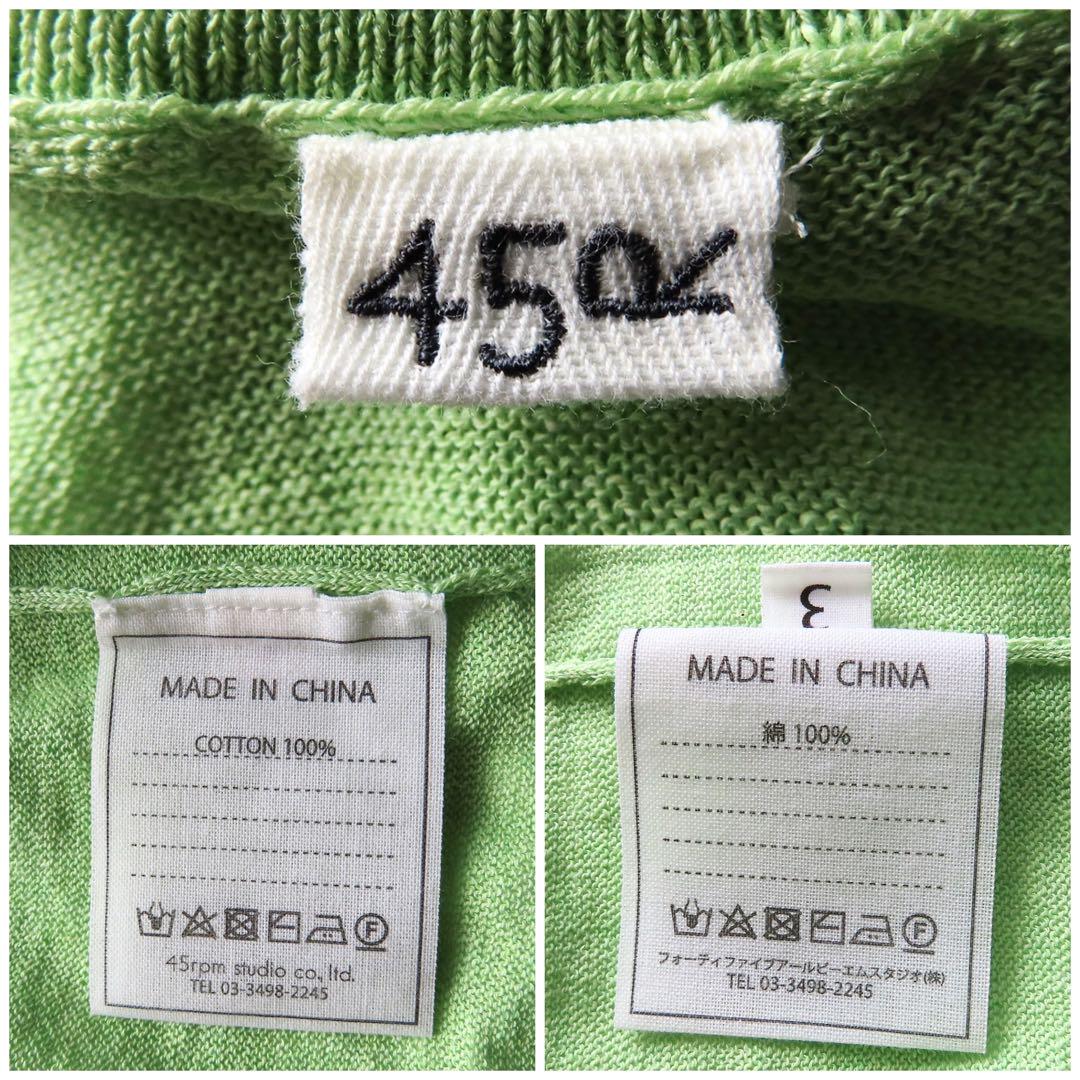 45R
MADE IN CHINA
COTTON 100%
45rpm studio co., ltd.
TEL 03-3498-2245
3
MADE IN CHINA
綿 100%
フォーティファイブアールピーエムスタジオ(株)
TEL 03-3498-2245